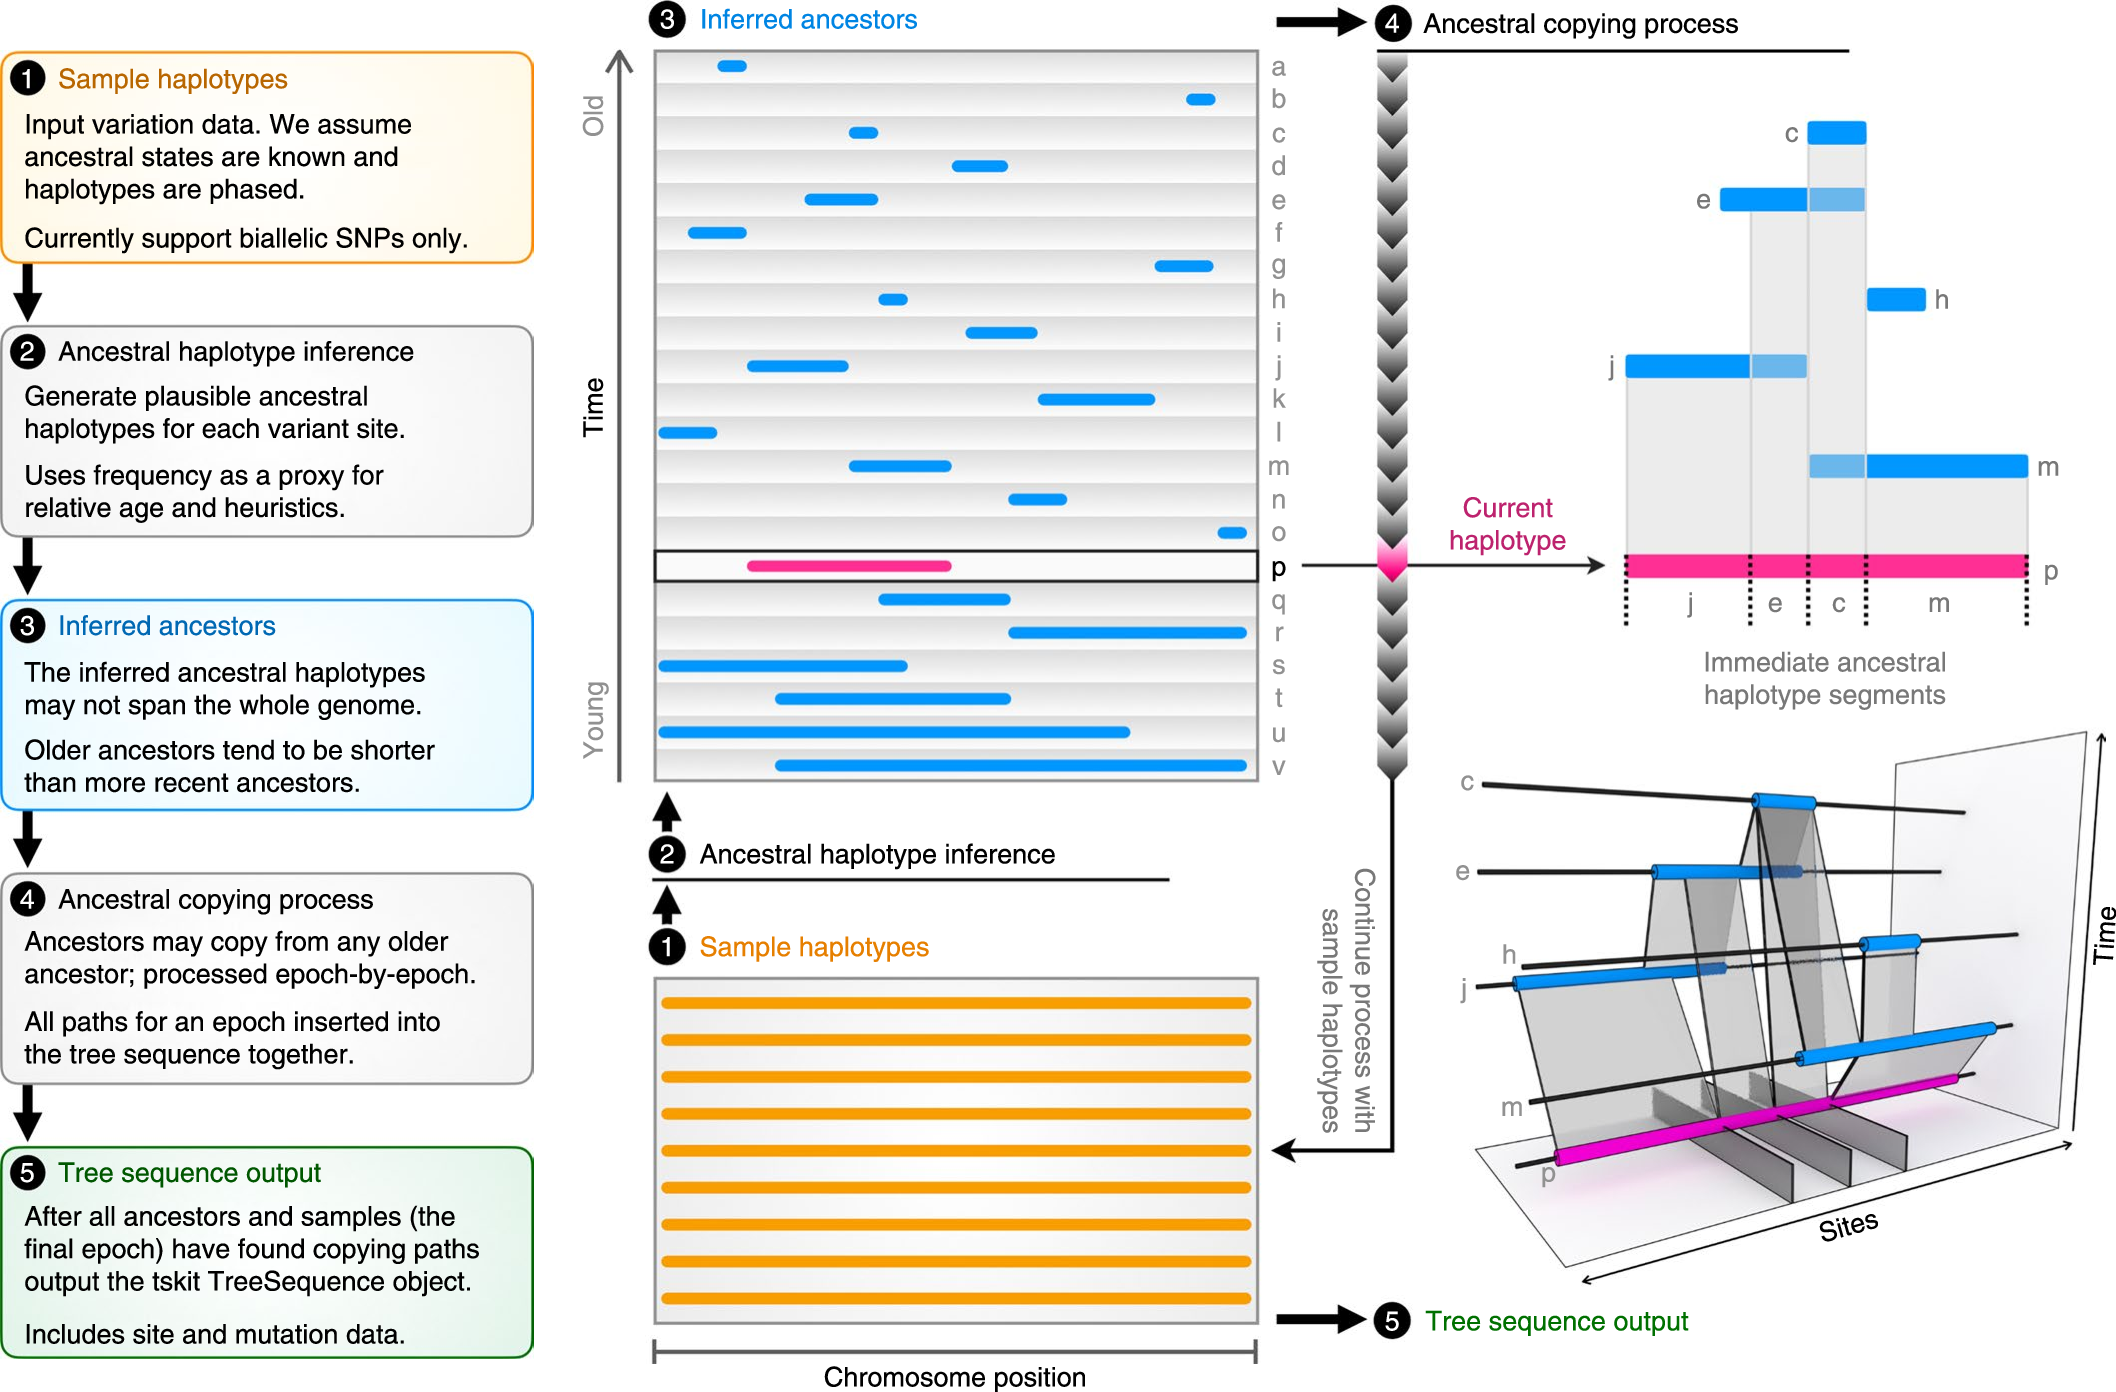 1 Sample haplotypes
Input variation data. We assume
ancestral states are known and
haplotypes are phased.
Currently support biallelic SNPs only.
2 Ancestral haplotype inference
Generate plausible ancestral
haplotypes for each variant site.
Uses frequency as a proxy for
relative age and heuristics.
3 Inferred ancestors
The inferred ancestral haplotypes
may not span the whole genome.
Older ancestors tend to be shorter
than more recent ancestors.
4 Ancestral copying process
Ancestors may copy from any older
ancestor; processed epoch-by-epoch.
All paths for an epoch inserted into
the tree sequence together.
5 Tree sequence output
After all ancestors and samples (the
final epoch) have found copying paths
output the tskit TreeSequence object.
Includes site and mutation data.
3 Inferred ancestors
Old
Time
Young
a
b
c
d
e
f
g
h
i
j
k
l
m
n
o
p
q
r
s
t
u
v
2 Ancestral haplotype inference
1 Sample haplotypes
Chromosome position
4 Ancestral copying process
c
e
h
j
m
Current
haplotype
p
j e c m
Immediate ancestral
haplotype segments
Continue process with
sample haplotypes
c
e
h
j
m
p
Time
Sites
5 Tree sequence output